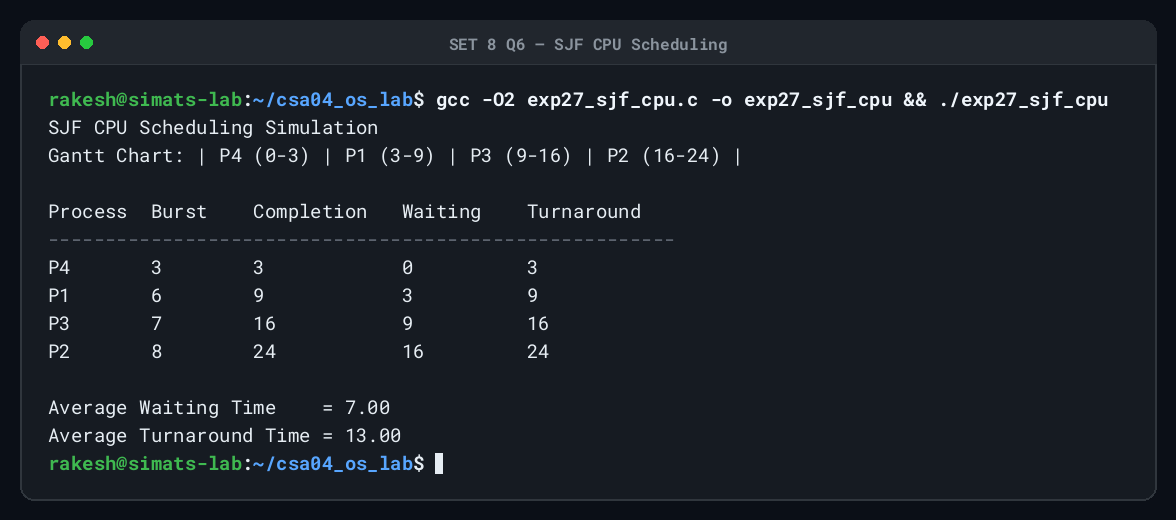 SET 8 Q6 – SJF CPU Scheduling
rakesh@simats-lab:~/csa04_os_lab$ gcc -O2 exp27_sjf_cpu.c -o exp27_sjf_cpu && ./exp27_sjf_cpu
SJF CPU Scheduling Simulation
Gantt Chart: | P4 (0-3) | P1 (3-9) | P3 (9-16) | P2 (16-24) |
Process  Burst    Completion   Waiting    Turnaround
------------------------------------------------------
P4       3        3            0          3
P1       6        9            3          9
P3       7        16           9          16
P2       8        24           16         24
Average Waiting Time    = 7.00
Average Turnaround Time = 13.00
rakesh@simats-lab:~/csa04_os_lab$